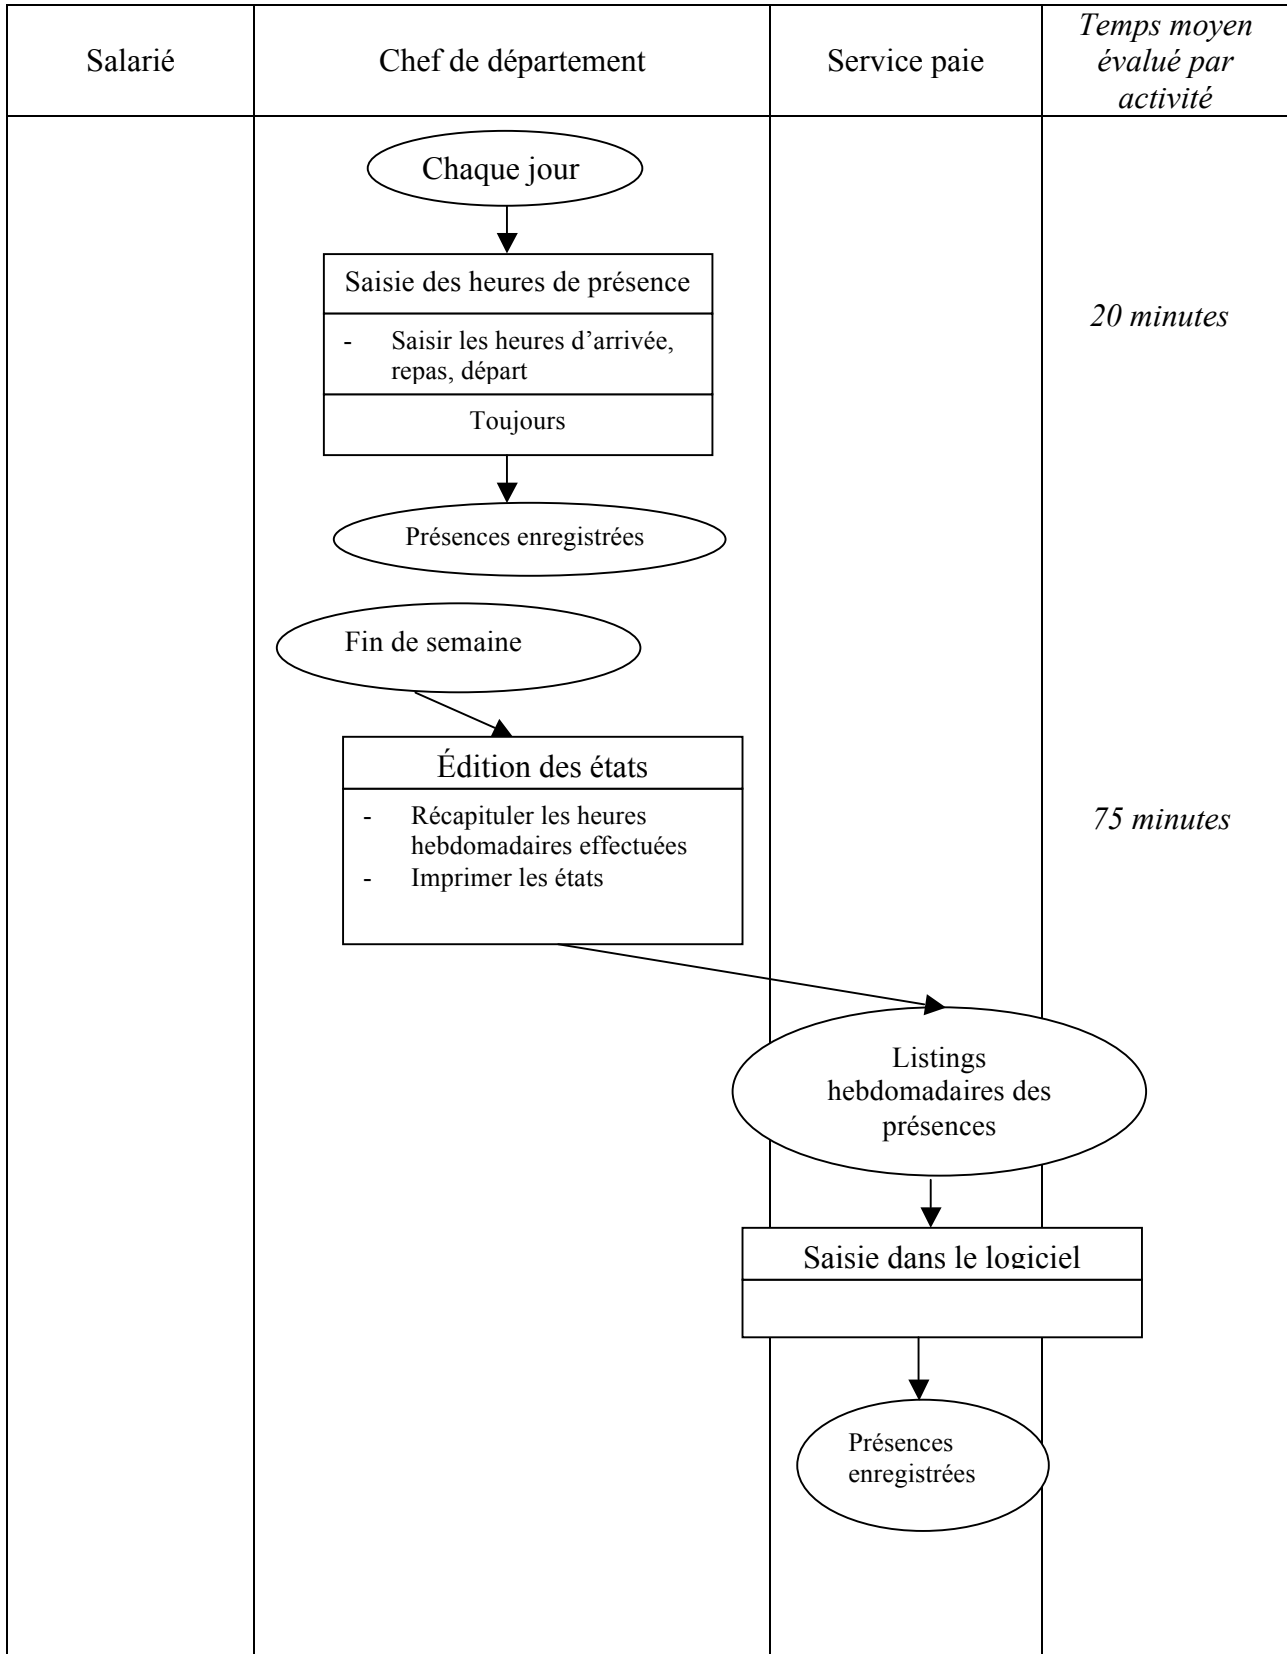 Salarié
Chef de département
Service paie
Temps moyen
évalué par
activité
Chaque jour
Saisie des heures de présence
- Saisir les heures d’arrivée,
repas, départ
20 minutes
Toujours
Présences enregistrées
Fin de semaine
Édition des états
- Récapituler les heures
hebdomadaires effectuées
- Imprimer les états
75 minutes
Listings
hebdomadaires des
présences
Saisie dans le logiciel
Présences
enregistrées